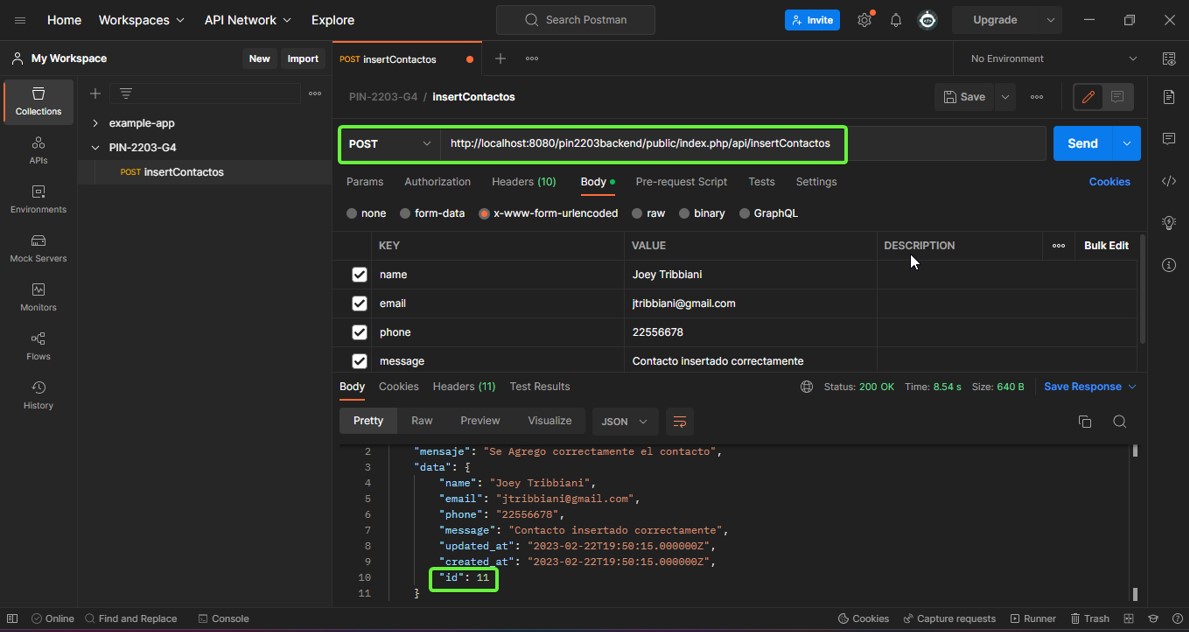 Home Workspaces API Network Explore Search Postman Invite Upgrade
My Workspace New Import POST insertContactos No Environment
Collections
APIs
Environments
Mock Servers
Monitors
Flows
History
example-app
PIN-2203-G4
POST insertContactos
PIN-2203-G4 / insertContactos Save
POST http://localhost:8080/pin2203backend/public/index.php/api/insertContactos Send
Params Authorization Headers (10) Body Pre-request Script Tests Settings Cookies
none form-data x-www-form-urlencoded raw binary GraphQL
KEY VALUE DESCRIPTION Bulk Edit
name Joey Tribbiani
email jtribbiani@gmail.com
phone 22556678
message Contacto insertado correctamente
Body Cookies Headers (11) Test Results Status: 200 OK Time: 8.54 s Size: 640 B Save Response
Pretty Raw Preview Visualize JSON
2 "mensaje": "Se Agrego correctamente el contacto",
3 "data": {
4 "name": "Joey Tribbiani",
5 "email": "jtribbiani@gmail.com",
6 "phone": "22556678",
7 "message": "Contacto insertado correctamente",
8 "updated_at": "2023-02-22T19:50:15.000000Z",
9 "created_at": "2023-02-22T19:50:15.000000Z",
10 "id": 11
11 }
Online Find and Replace Console Cookies Capture requests Runner Trash